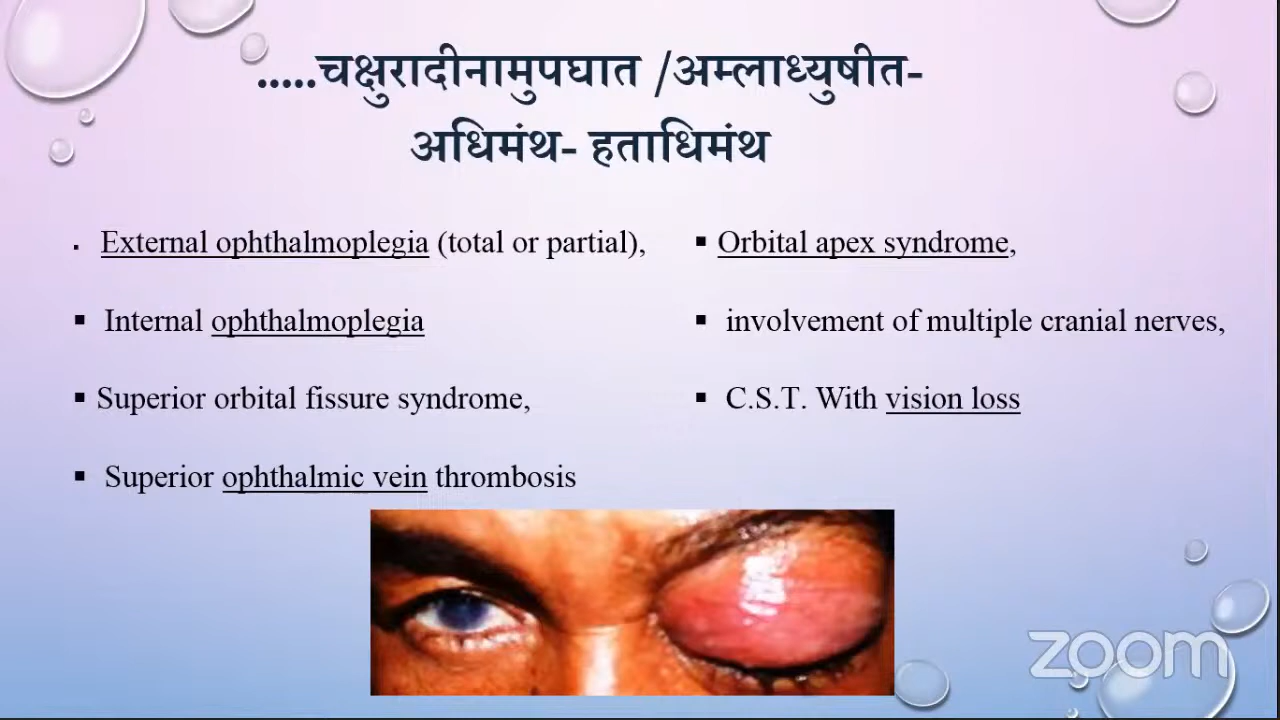 .....चक्षुरादीनामुपघात /अम्लाध्युषीत-
अधिमंथ- हताधिमंथ
▪ External ophthalmoplegia (total or partial),
▪ Internal ophthalmoplegia
▪ Superior orbital fissure syndrome,
▪ Superior ophthalmic vein thrombosis
▪ Orbital apex syndrome,
▪ involvement of multiple cranial nerves,
▪ C.S.T. With vision loss
zoom